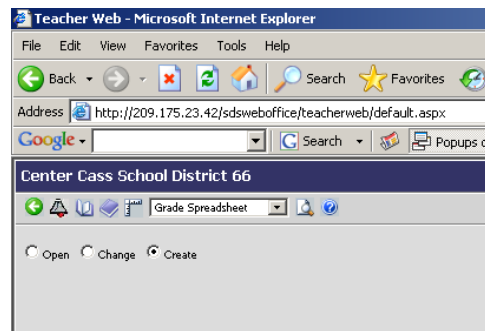 Teacher Web - Microsoft Internet Explorer
File Edit View Favorites Tools Help
Back Search Favorites
Address http://209.175.23.42/sdsweboffice/teacherweb/default.aspx
Google Search Popups
Center Cass School District 66
Grade Spreadsheet
Open Change Create